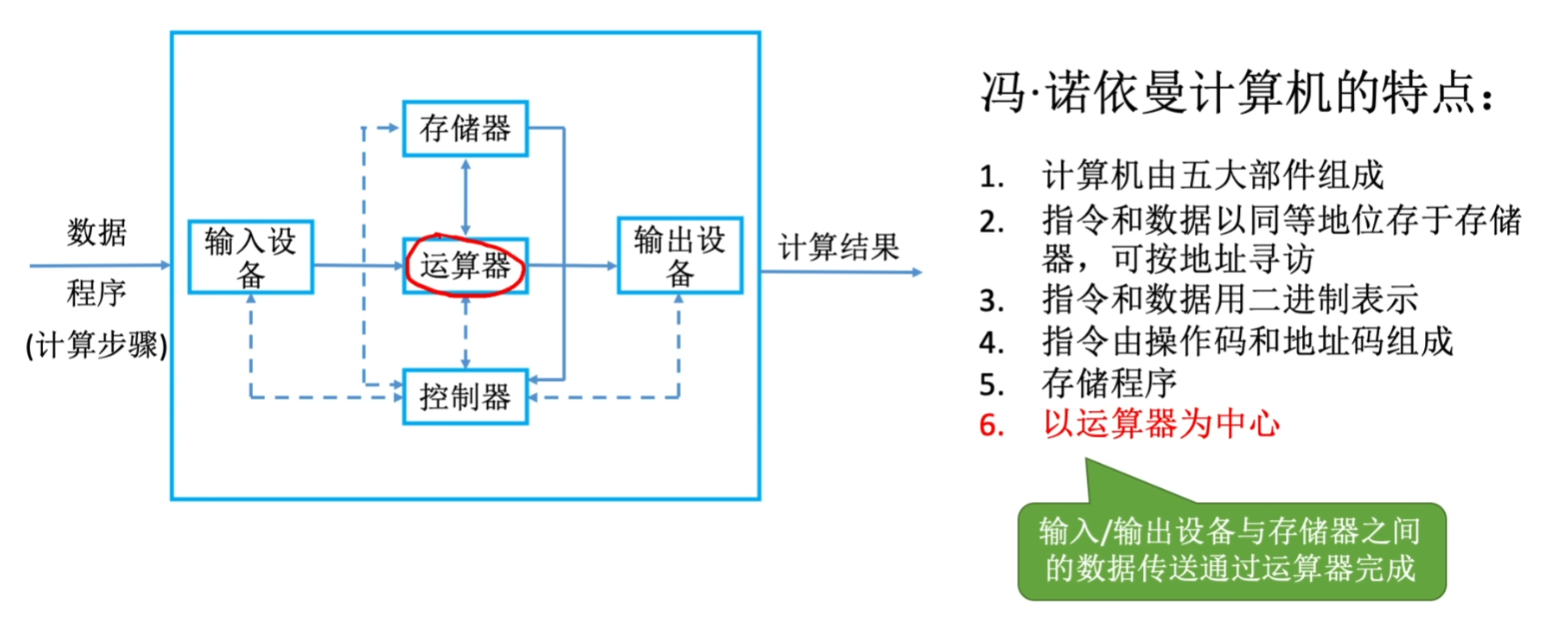 冯·诺依曼计算机的特点：
存储器
数据
程序
(计算步骤)
输入设
备
运算器
输出设
备
计算结果
控制器
1. 计算机由五大部件组成
2. 指令和数据以同等地位存于存储
器，可按地址寻访
3. 指令和数据用二进制表示
4. 指令由操作码和地址码组成
5. 存储程序
6. 以运算器为中心
输入/输出设备与存储器之间
的数据传送通过运算器完成